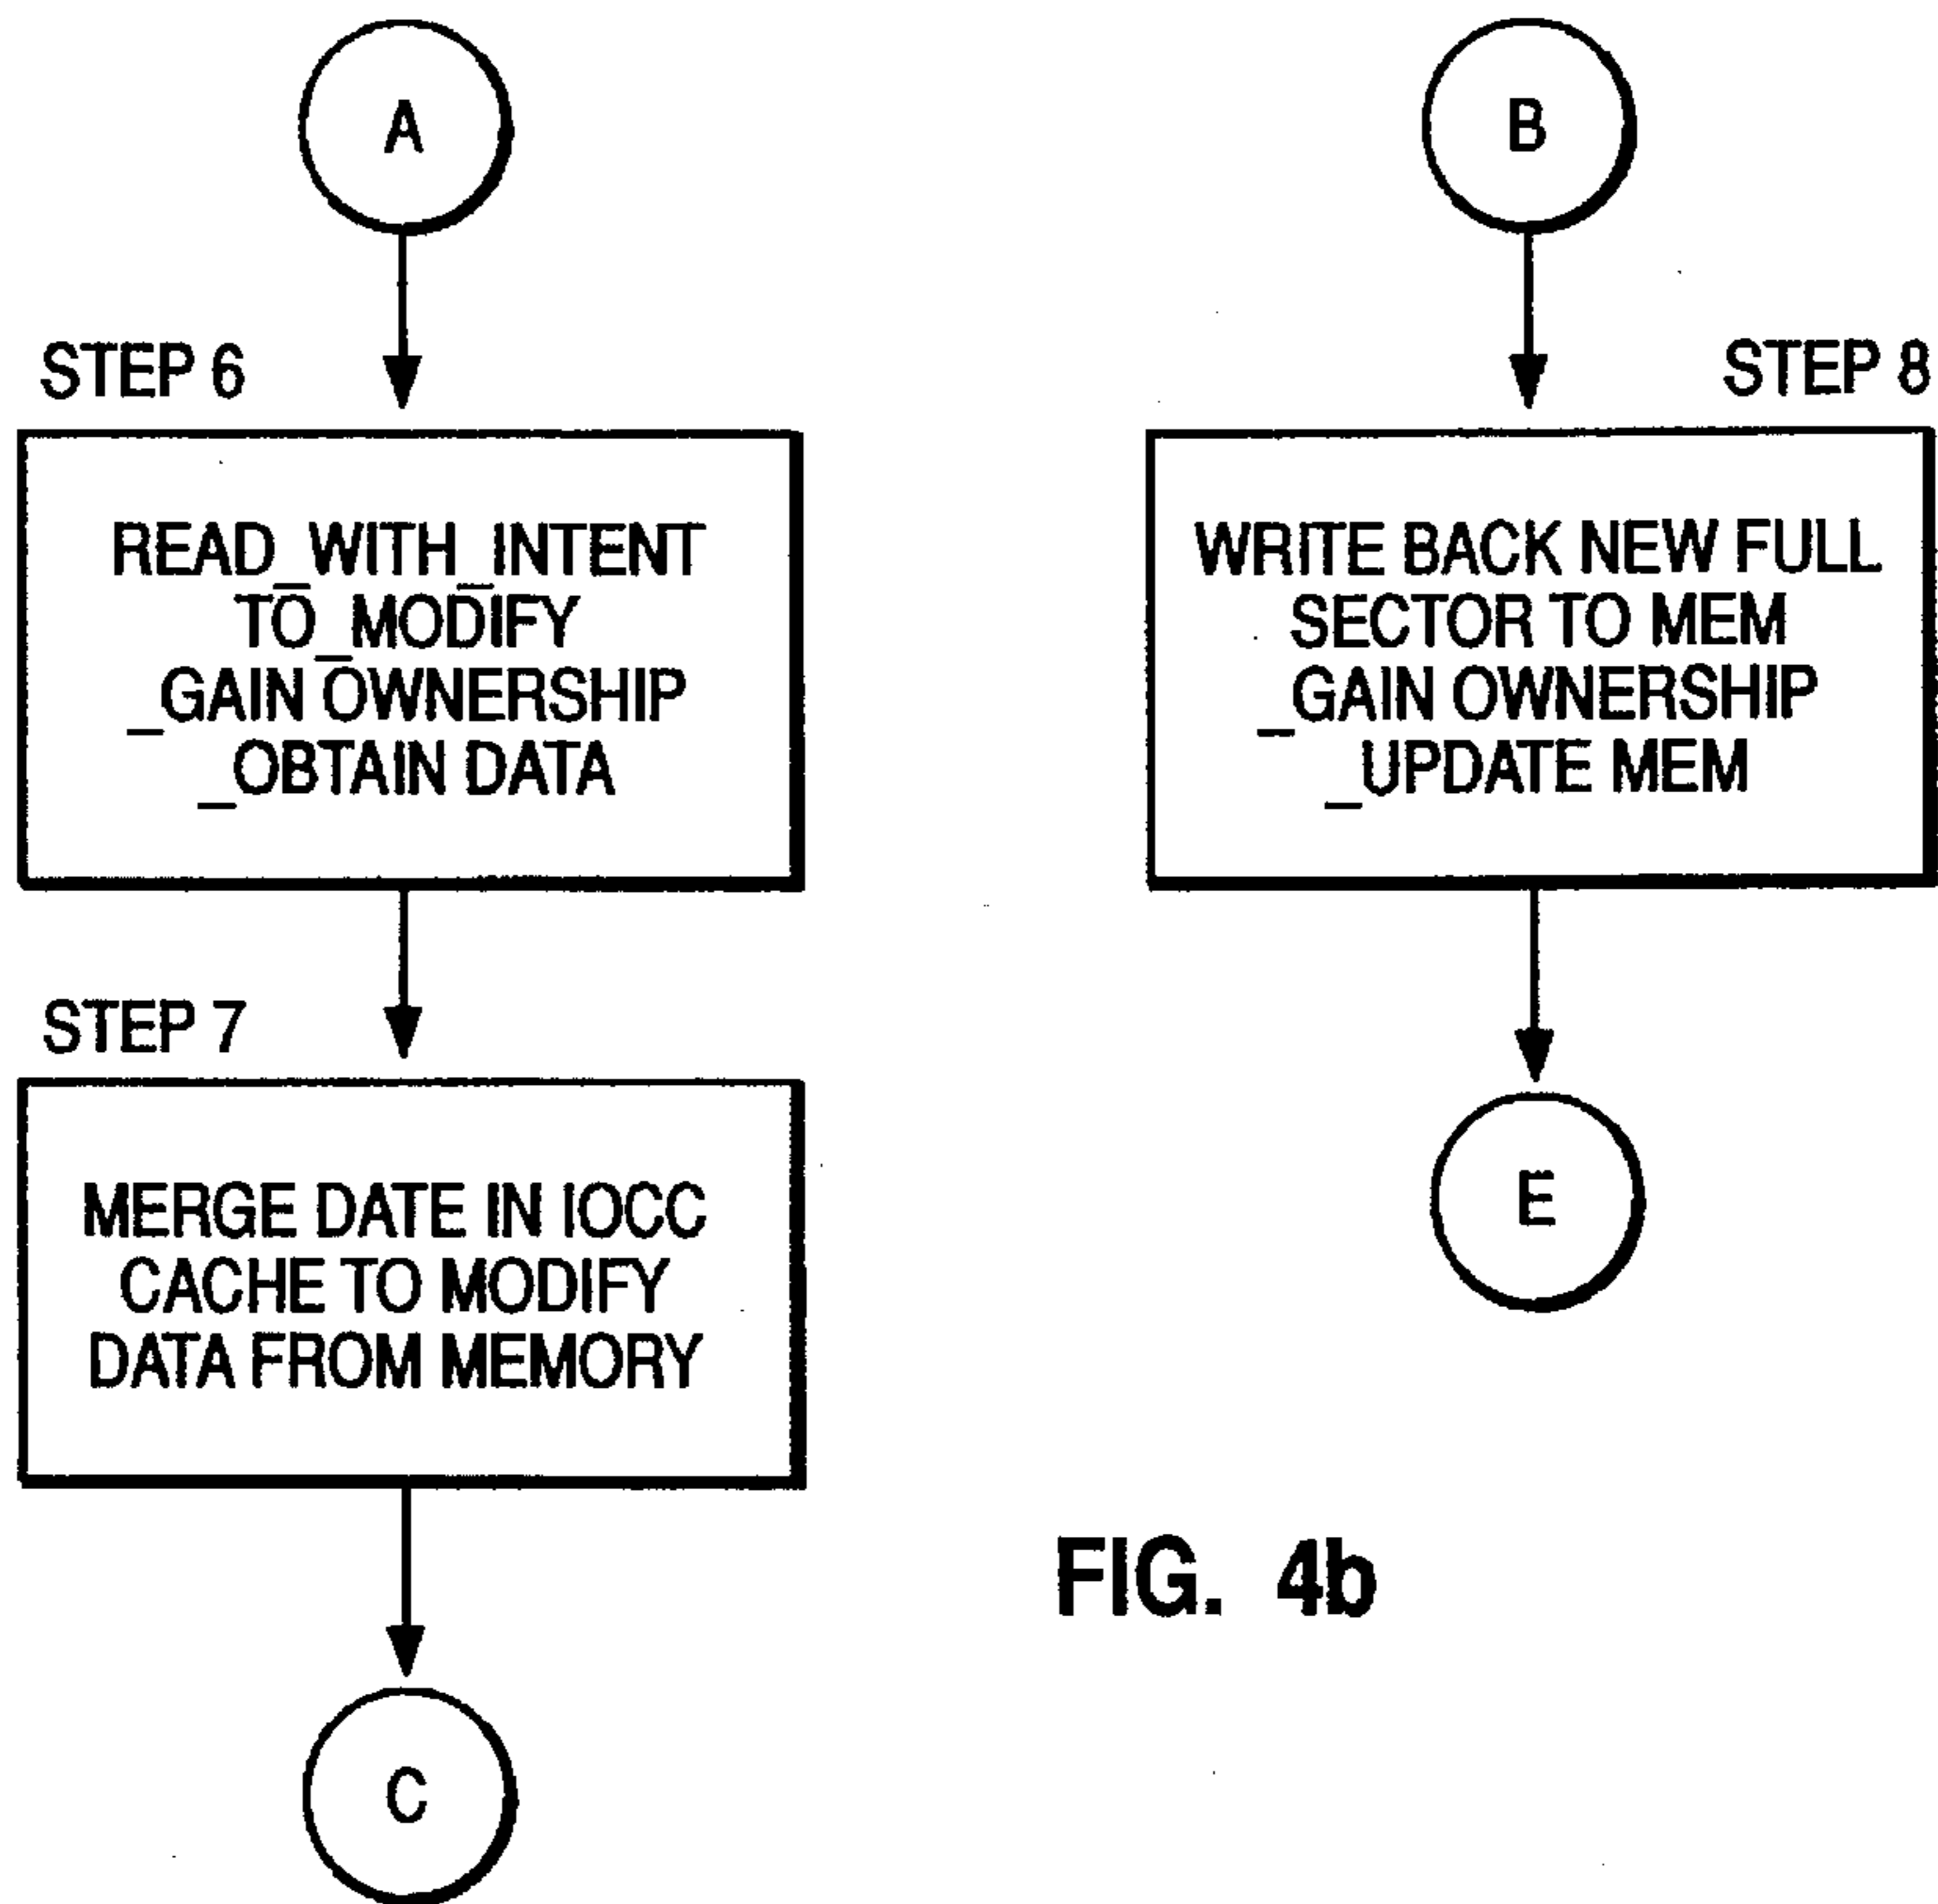 A
STEP 6
READ_WITH_INTENT
TO_MODIFY
_GAIN OWNERSHIP
_OBTAIN DATA
STEP 7
MERGE DATE IN IOCC
CACHE TO MODIFY
DATA FROM MEMORY
C
B
STEP 8
WRITE BACK NEW FULL
SECTOR TO MEM
_GAIN OWNERSHIP
_UPDATE MEM
E
FIG. 4b